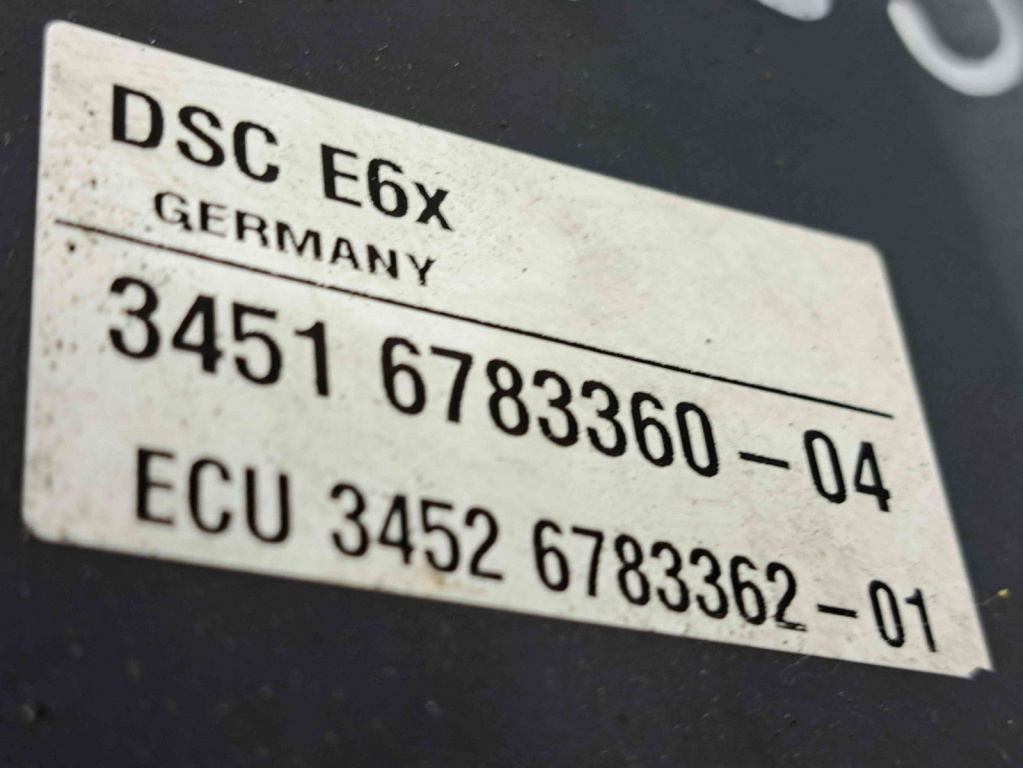 DSC E6x
GERMANY
3451 6783360-04
ECU 3452 6783362-01